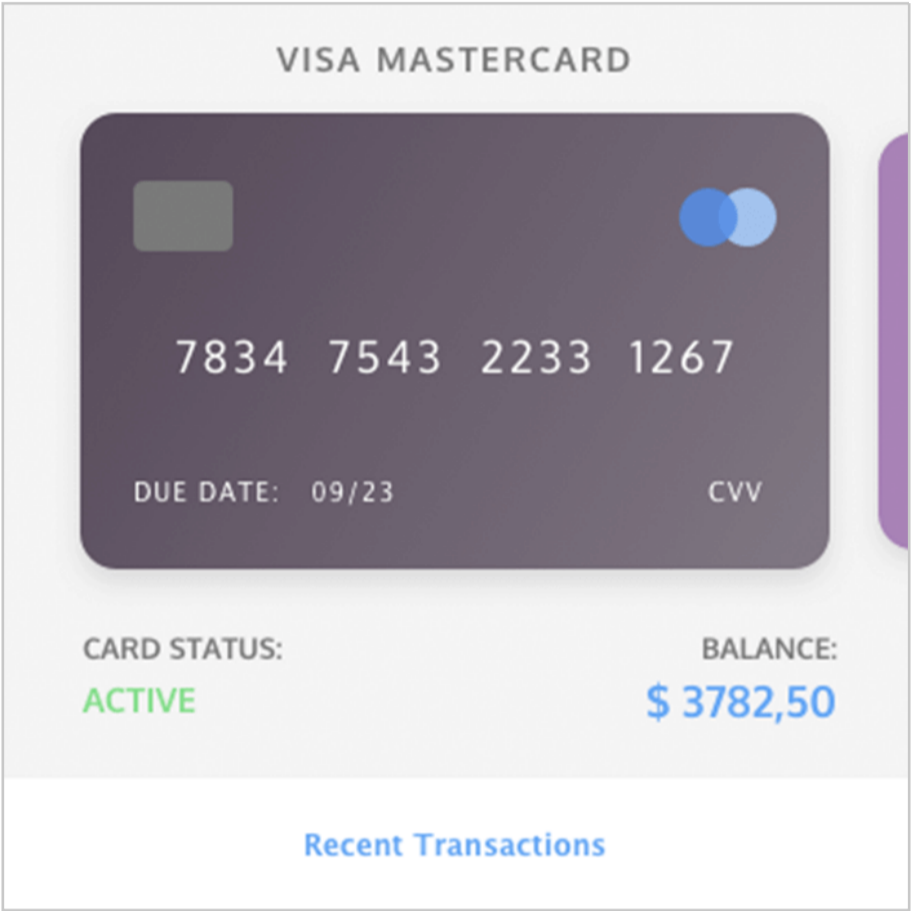 VISA MASTERCARD
7834 7543 2233 1267
DUE DATE: 09/23 CVV
CARD STATUS: BALANCE:
ACTIVE $ 3782,50
Recent Transactions